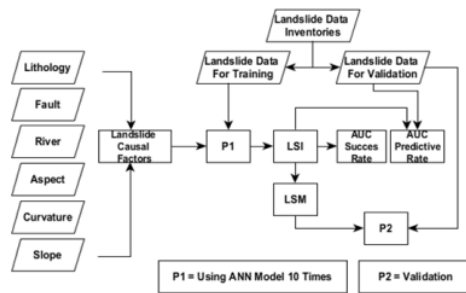 Landslide Data
Inventories
Lithology
Landslide Data
For Training
Landslide Data
For Validation
Fault
River
Landslide
Causal
Factors
P1
LSI
AUC
Succes
Rate
AUC
Predictive
Rate
Aspect
LSM
Curvature
P2
Slope
P1 = Using ANN Model 10 Times
P2 = Validation